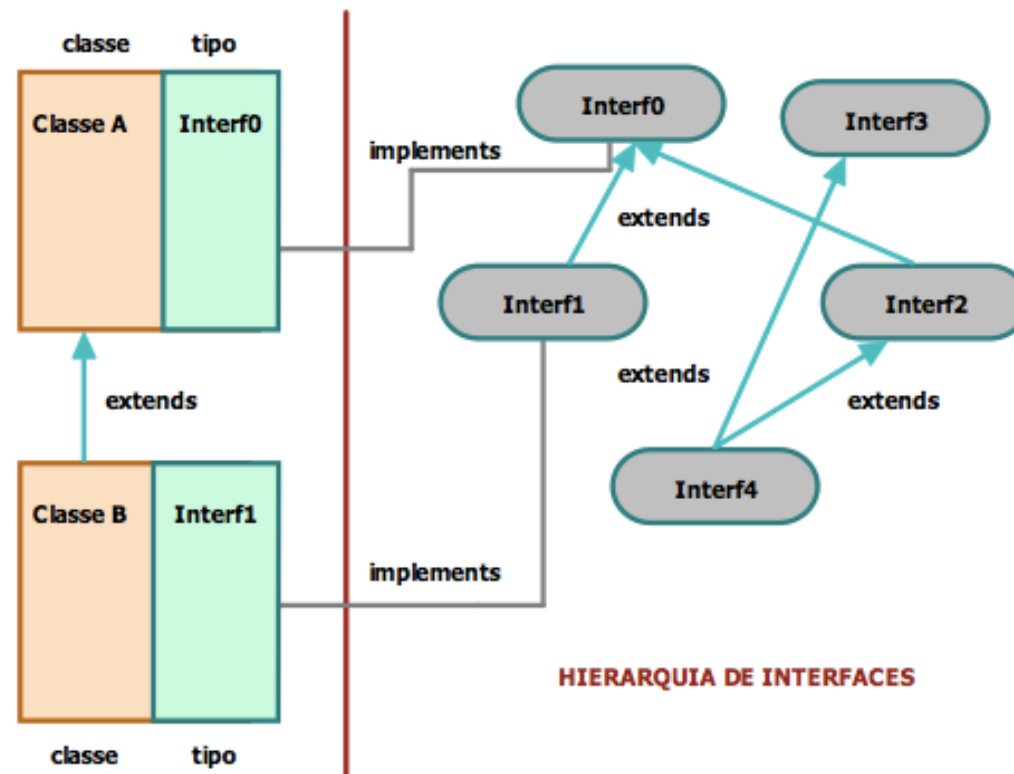 classe tipo
Classe A Interf0
implements
Interf0
Interf3
extends
Interf1
Interf2
extends
extends
extends
Interf4
Classe B Interf1
implements
HIERARQUIA DE INTERFACES
classe tipo